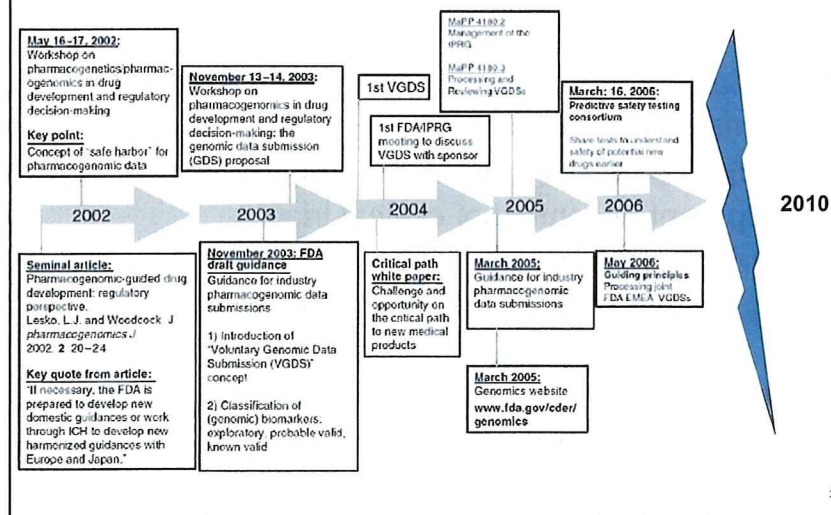 May 16–17, 2002:
Workshop on
pharmacogenetics/pharmac-
ogenomics in drug
development and regulatory
decision-making
Key point:
Concept of "safe harbor" for
pharmacogenomic data
November 13–14, 2003:
Workshop on
pharmacogenomics in drug
development and regulatory
decision-making: the
genomic data submission
(GDS) proposal
1st VGDS
1st FDA/IPRG
meeting to discuss
VGDS with sponsor
MaPP 4180.2
Management of the
IPRG
MaPP 4180.3
Processing and
Reviewing VGDSs
March: 16, 2006:
Predictive safety testing
consortium
Share tests to understand
safety of potential new
drugs earlier
2002
2003
2004
2005
2006
2010
Seminal article:
Pharmacogenomic-guided drug
development: regulatory
perspective.
Lesko, L.J. and Woodcock, J
pharmacogenomics J
2002, 2, 20–24
Key quote from article:
"If necessary, the FDA is
prepared to develop new
domestic guidances or work
through ICH to develop new
harmonized guidances with
Europe and Japan."
November 2003: FDA
draft guidance
Guidance for industry
pharmacogenomic data
submissions
1) Introduction of
"Voluntary Genomic Data
Submission (VGDS)"
concept
2) Classification of
(genomic) biomarkers:
exploratory, probable valid,
known valid
Critical path
white paper:
Challenge and
opportunity on
the critical path
to new medical
products
March 2005:
Guidance for industry
pharmacogenomic
data submissions
March 2005:
Genomics website
www.fda.gov/cder/
genomics
May 2006:
Guiding principles
Processing joint
FDA EMEA VGDSs